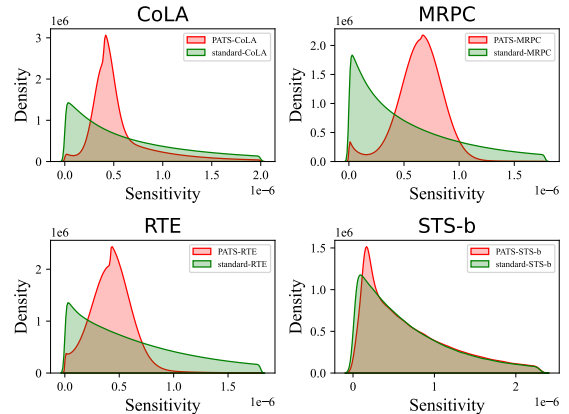 CoLA
1e6
PATS-CoLA
standard-CoLA
Density
3
2
1
0
0.0 0.5 1.0 1.5 2.0
Sensitivity
1e−6
MRPC
1e6
PATS-MRPC
standard-MRPC
Density
2.0
1.5
1.0
0.5
0.0
0.0 0.5 1.0 1.5
Sensitivity
1e−6
RTE
1e6
PATS-RTE
standard-RTE
Density
2
1
0
0.0 0.5 1.0 1.5
Sensitivity
1e−6
STS-b
1e6
PATS-STS-b
standard-STS-b
Density
1.5
1.0
0.5
0.0
0 1 2
Sensitivity
1e−6